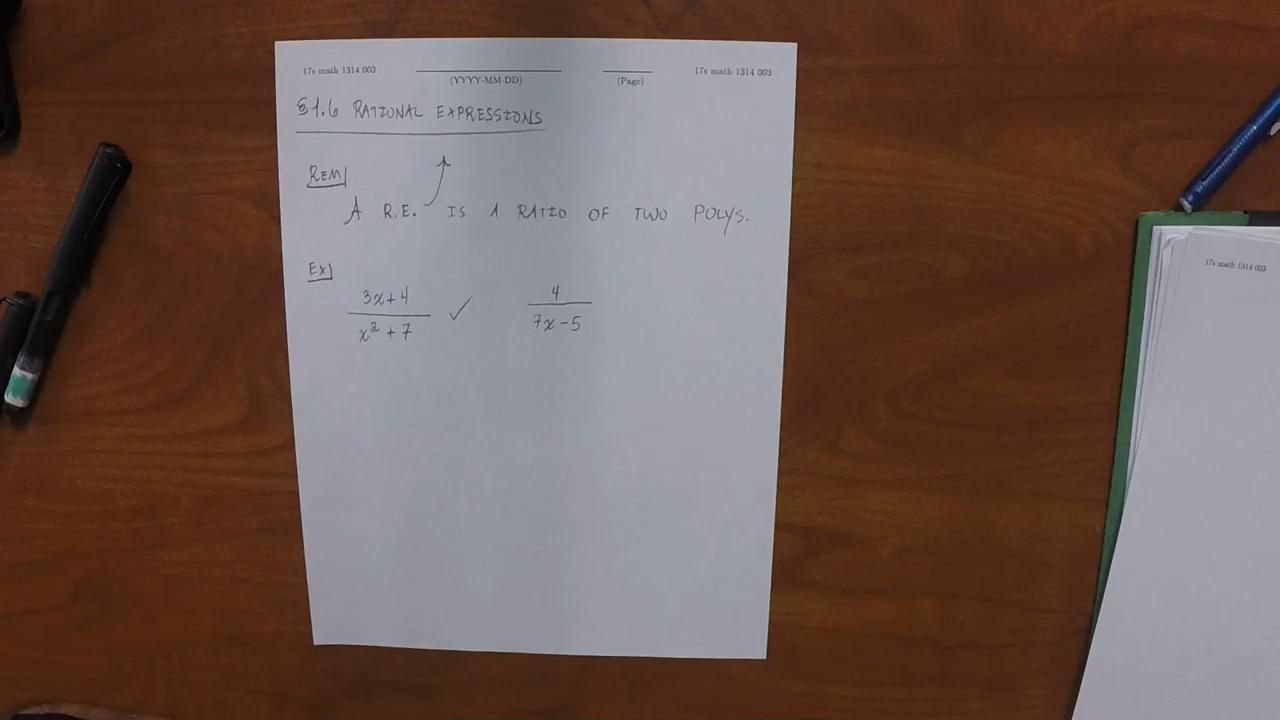 17s math 1314 003 (YYYY-MM-DD) (Page) 17s math 1314 003
§1.6 RATIONAL EXPRESSIONS
REM
A R.E. IS A RATIO OF TWO POLYS.
EX
3x+4 4
x² + 7 ✓ 7x - 5
17s math 1314 003